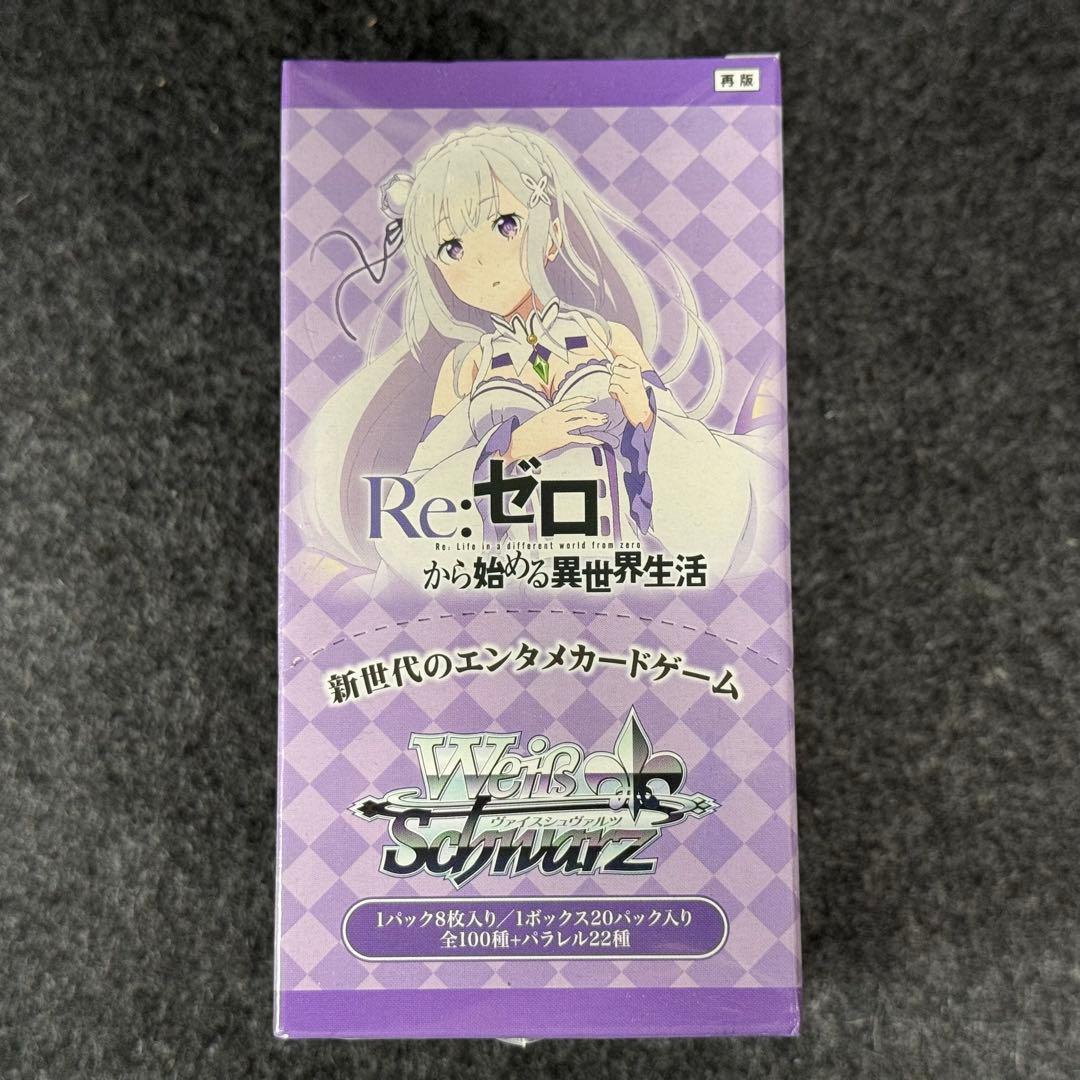 再版
Re:ゼロ
Re: Life in a different world from zero
から始める異世界生活
新世代のエンタメカードゲーム
Weiß
ヴァイスシュヴァルツ
Schwarz
1パック8枚入り／1ボックス20パック入り
全100種+パラレル22種